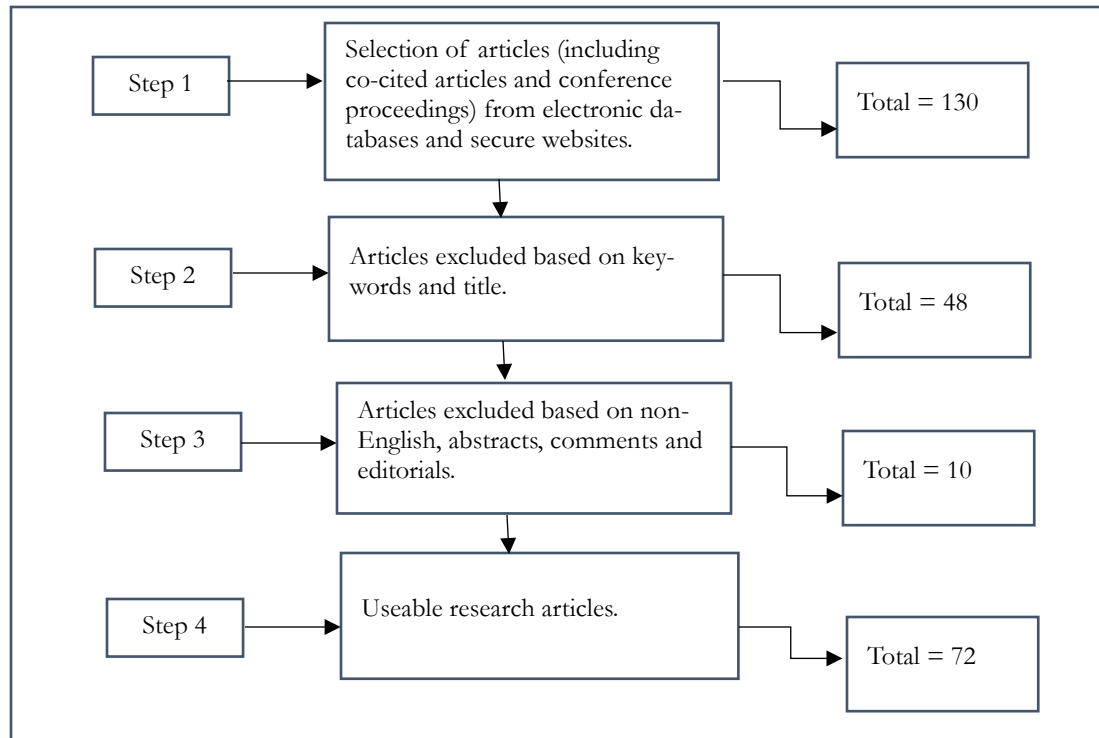 Step 1
Selection of articles (including
co-cited articles and conference
proceedings) from electronic da-
tabases and secure websites.
Total = 130
Step 2
Articles excluded based on key-
words and title.
Total = 48
Step 3
Articles excluded based on non-
English, abstracts, comments and
editorials.
Total = 10
Step 4
Useable research articles.
Total = 72